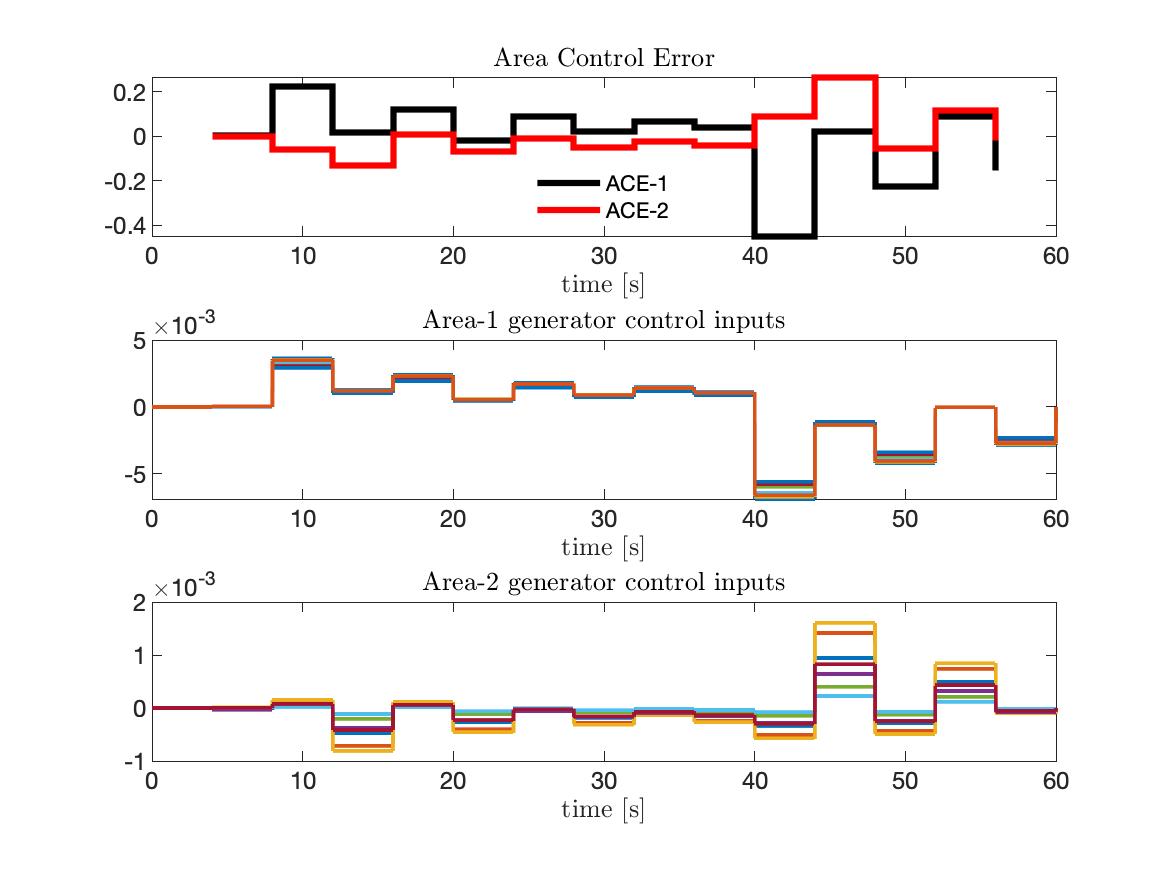 Area Control Error
0.2
0
-0.2
-0.4
ACE-1
ACE-2
0 10 20 30 40 50 60
time [s]
×10-3
Area-1 generator control inputs
5
0
-5
0 10 20 30 40 50 60
time [s]
×10-3
Area-2 generator control inputs
2
1
0
-1
0 10 20 30 40 50 60
time [s]